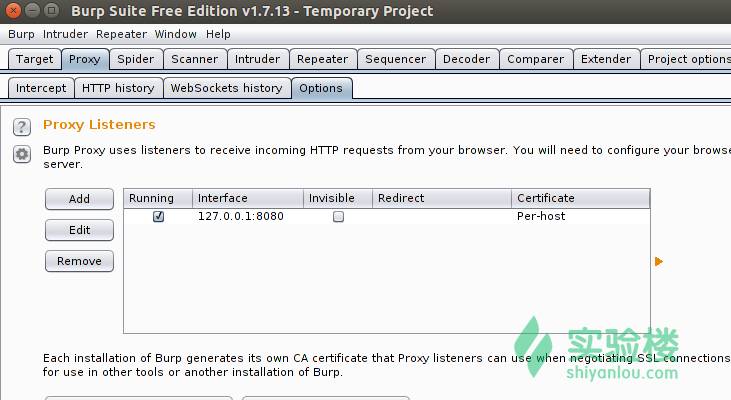 Burp Suite Free Edition v1.7.13 - Temporary Project
Burp Intruder Repeater Window Help
Target Proxy Spider Scanner Intruder Repeater Sequencer Decoder Comparer Extender Project options
Intercept HTTP history WebSockets history Options
? Proxy Listeners
Burp Proxy uses listeners to receive incoming HTTP requests from your browser. You will need to configure your browse
server.
Add Running Interface Invisible Redirect Certificate
127.0.0.1:8080 Per-host
Edit
Remove
实验楼
Each installation of Burp generates its own CA certificate that Proxy listeners can use when negotiating SSL connections
for use in other tools or another installation of Burp.
shiyanlou.com